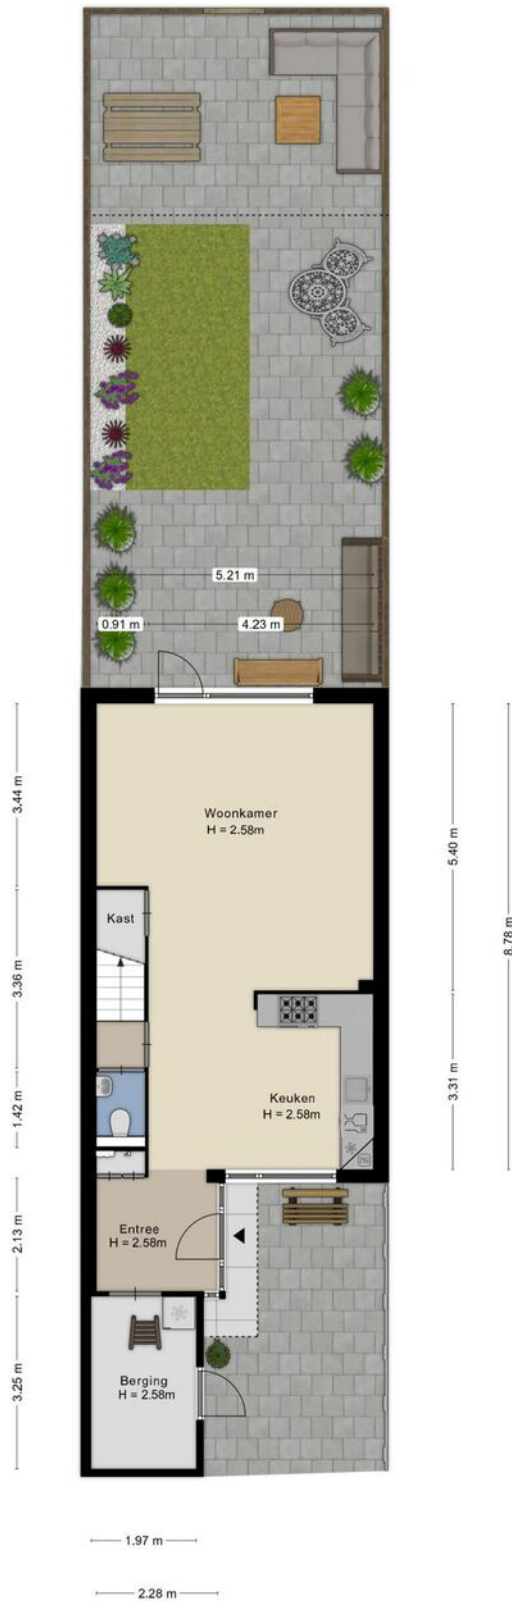 5.21 m
0.91 m
4.23 m
3.44 m
5.40 m
8.78 m
Woonkamer
H = 2.58m
Kast
3.36 m
3.31 m
1.42 m
Keuken
H = 2.58m
2.13 m
Entree
H = 2.58m
3.25 m
Berging
H = 2.58m
1.97 m
2.28 m